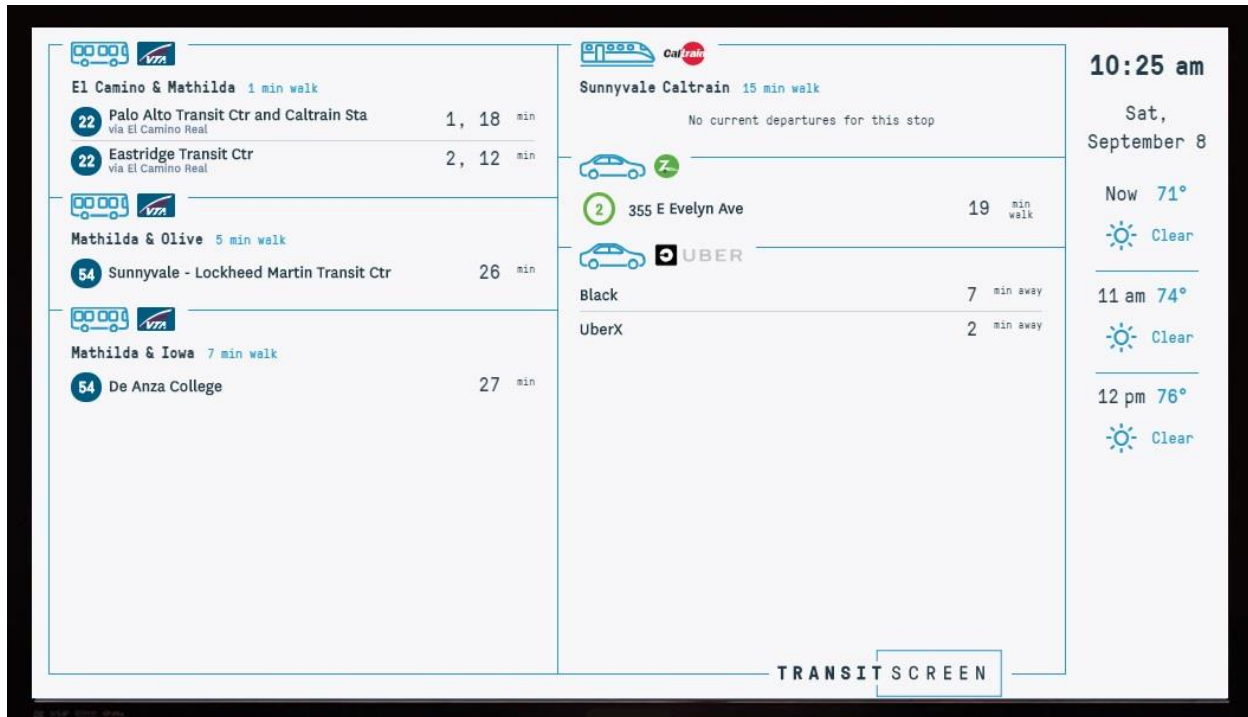 VTA
El Camino & Mathilda 1 min walk
22 Palo Alto Transit Ctr and Caltrain Sta 1, 18 min
via El Camino Real
22 Eastridge Transit Ctr 2, 12 min
via El Camino Real
VTA
Mathilda & Olive 5 min walk
54 Sunnyvale - Lockheed Martin Transit Ctr 26 min
VTA
Mathilda & Iowa 7 min walk
54 De Anza College 27 min
Caltrain
Sunnyvale Caltrain 15 min walk
No current departures for this stop
Z
2 355 E Evelyn Ave 19 min walk
UBER
Black 7 min away
UberX 2 min away
TRANSITSCREEN
10:25 am
Sat,
September 8
Now 71°
Clear
11 am 74°
Clear
12 pm 76°
Clear